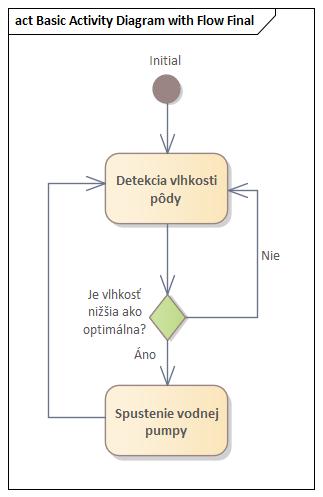 act Basic Activity Diagram with Flow Final
Initial
Detekcia vlhkosti
pôdy
Nie
Je vlhkosť
nižšia ako
optimálna?
Áno
Spustenie vodnej
pumpy